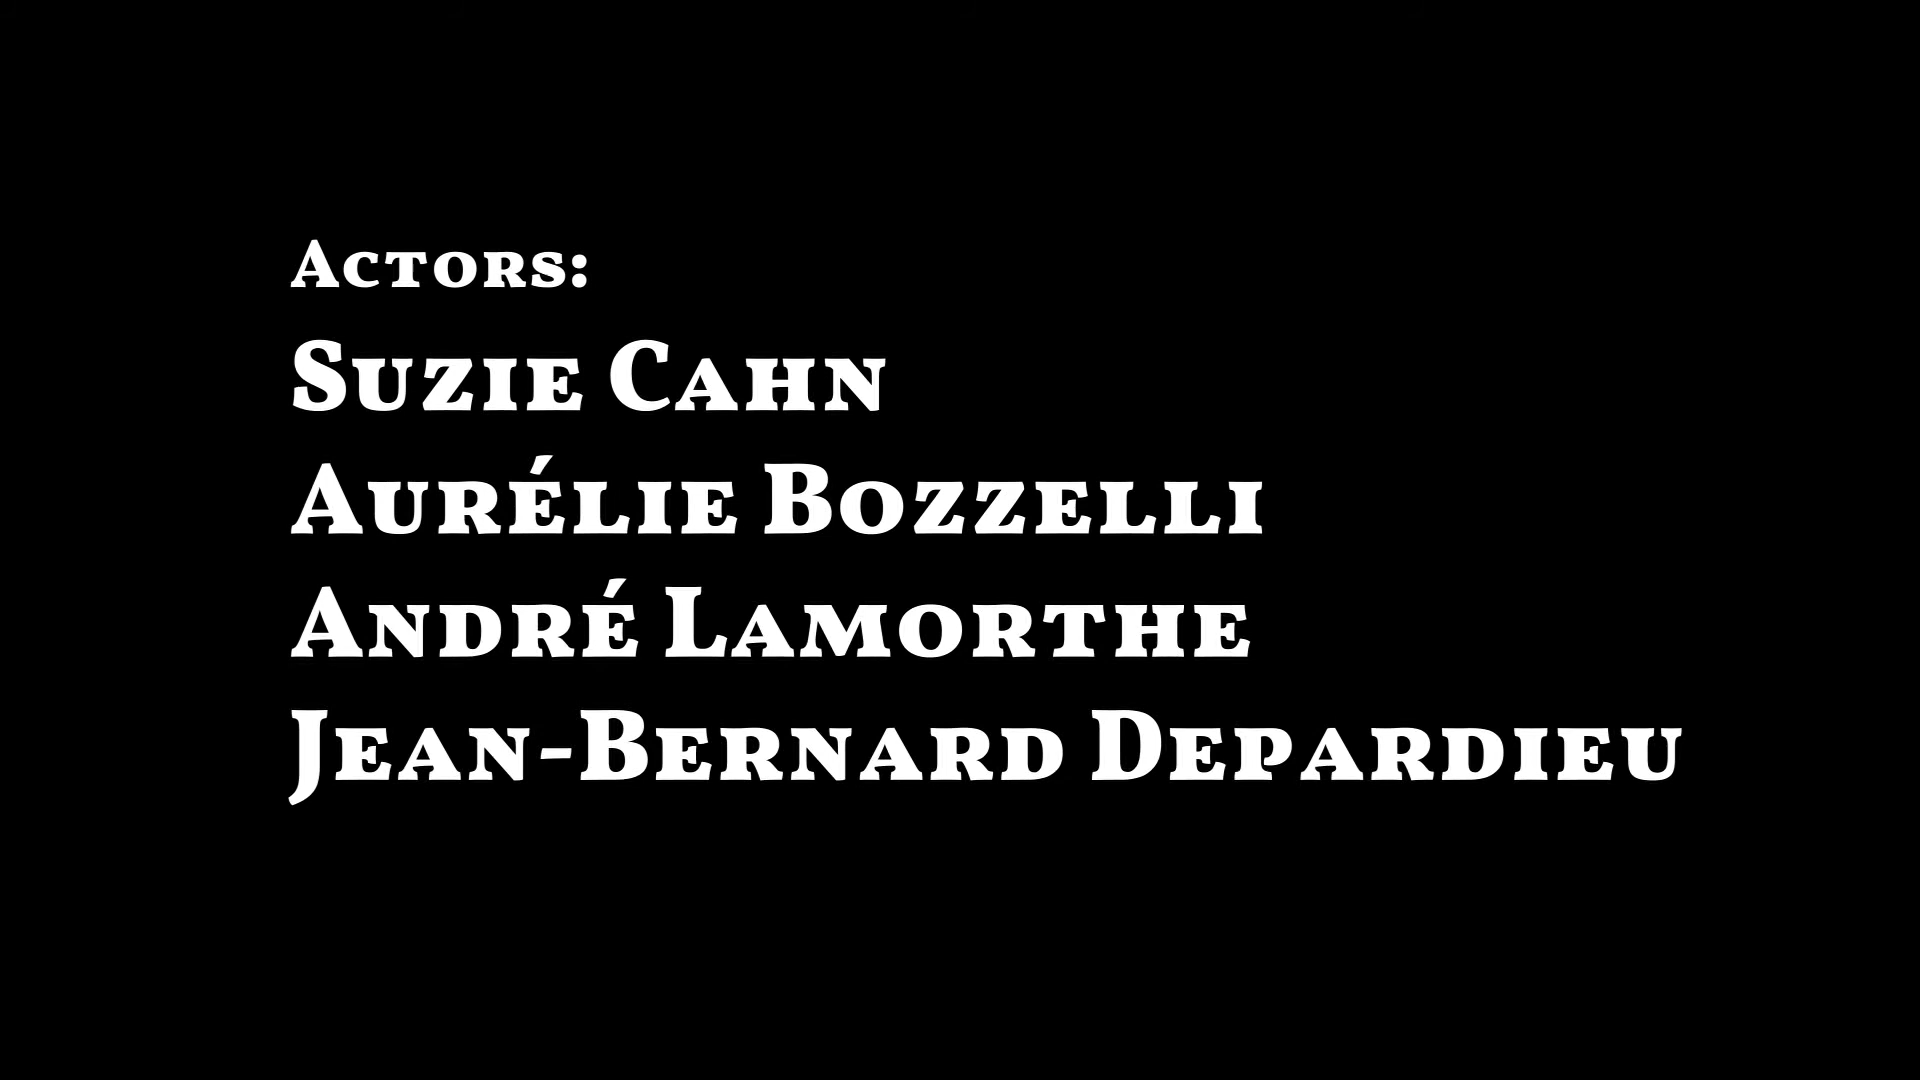 Actors:
Suzie Cahn
Aurélie Bozzelli
André Lamorthe
Jean-Bernard Depardieu